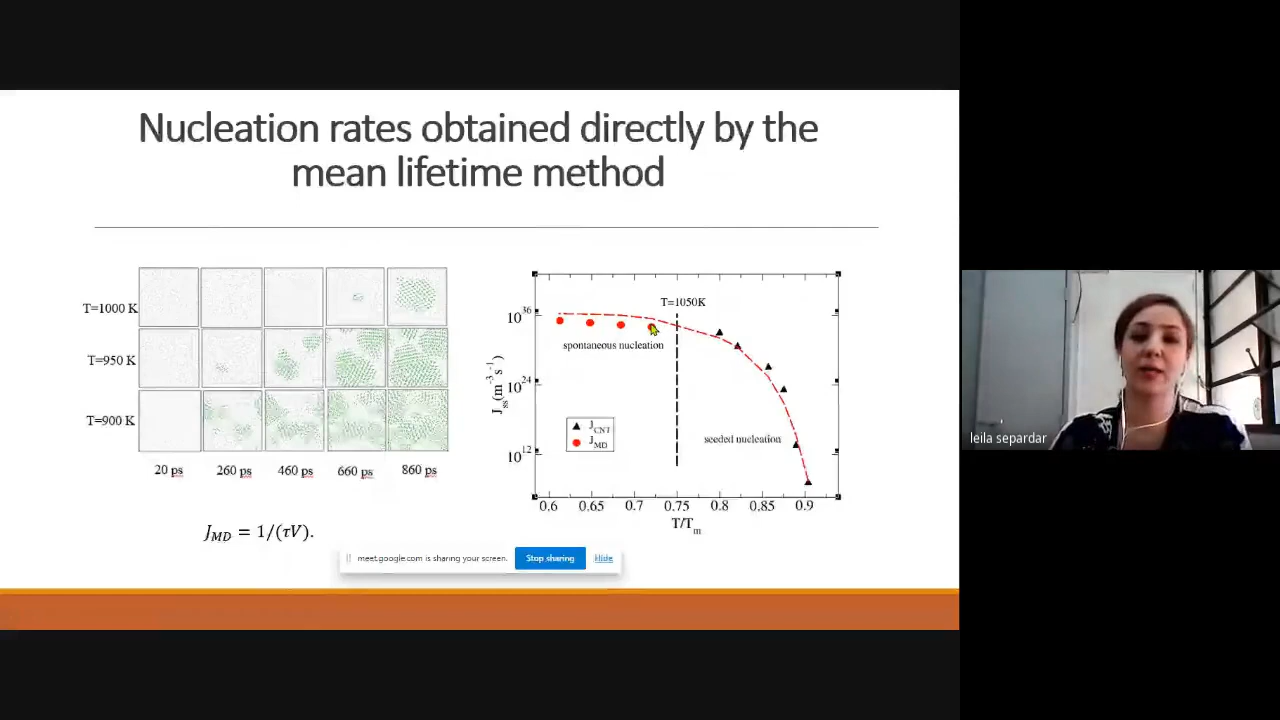 Nucleation rates obtained directly by the
mean lifetime method
T=1000 K
T=950 K
T=900 K
20 ps
260 ps
460 ps
660 ps
860 ps
J_MD = 1/(τV).
T=1050K
10^36
10^24
10^12
J_ss (m^-3 s^-1)
spontaneous nucleation
seeded nucleation
J_CNT
J_MD
0.6
0.65
0.7
0.75
0.8
0.85
0.9
T/T_m
meet.google.com is sharing your screen.
Stop sharing
Hide
leila separdar